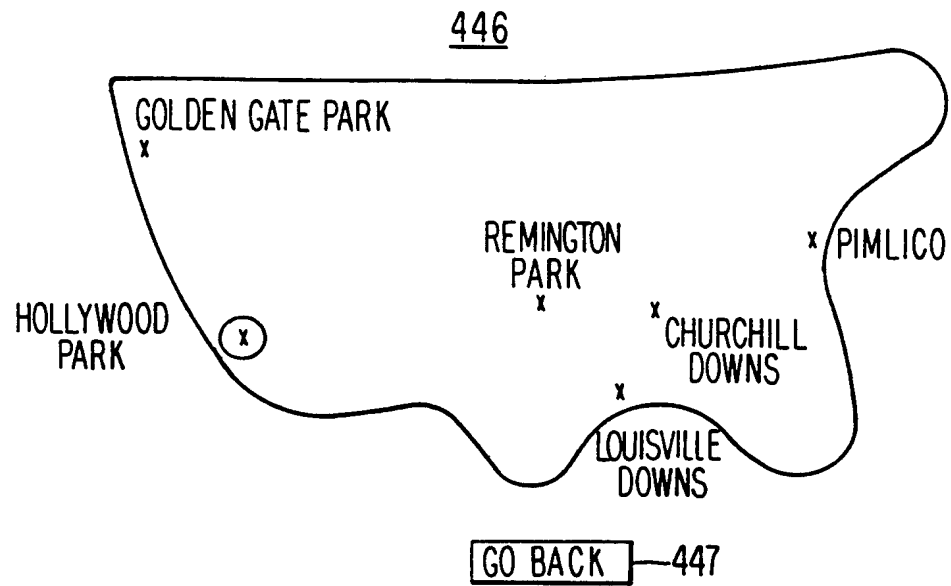 446
GOLDEN GATE PARK
REMINGTON
PARK
PIMLICO
HOLLYWOOD
PARK
CHURCHILL
DOWNS
LOUISVILLE
DOWNS
GO BACK 447